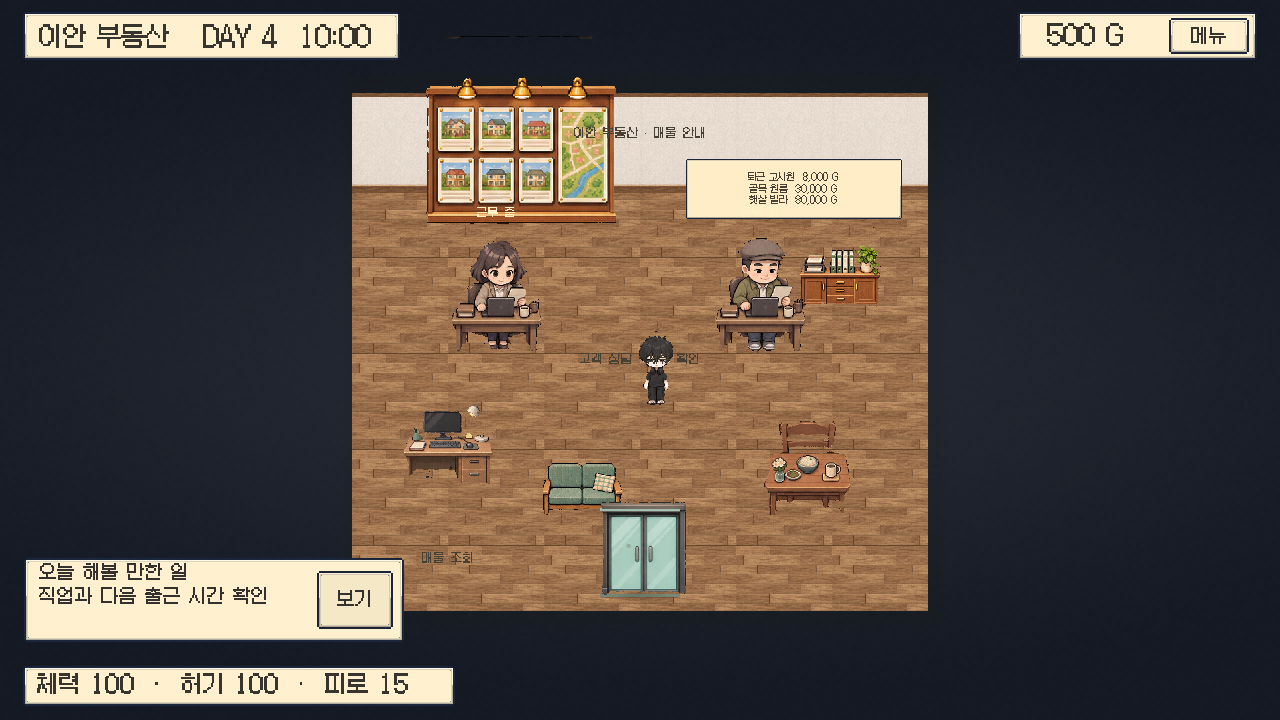 이안 부동산 DAY 4 10:00
500 G
메뉴
이안 부동산 · 매물 안내
퇴근 고시원 8,000 G
골목 원룸 30,000 G
햇살 빌라 80,000 G
근무 중
고객 상담 확인
매물 조회
오늘 해볼 만한 일
직업과 다음 출근 시간 확인
보기
체력 100 · 허기 100 · 피로 15